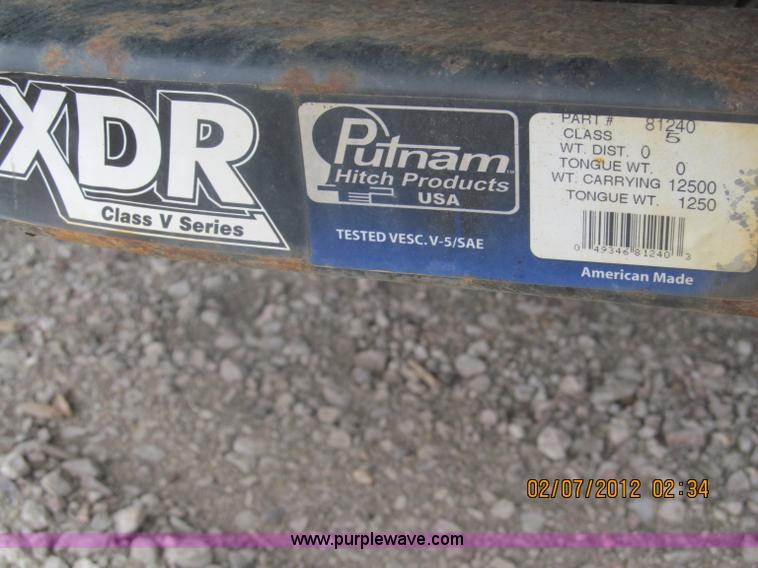 XDR
Class V Series
Putnam
Hitch Products
USA
TESTED VESC. V-5/SAE
PART # 81240
CLASS 5
WT. DIST. 0
TONGUE WT. 0
WT. CARRYING 12500
TONGUE WT. 1250
0 49346 81240 3
American Made
02/07/2012 02:34
www.purplewave.com